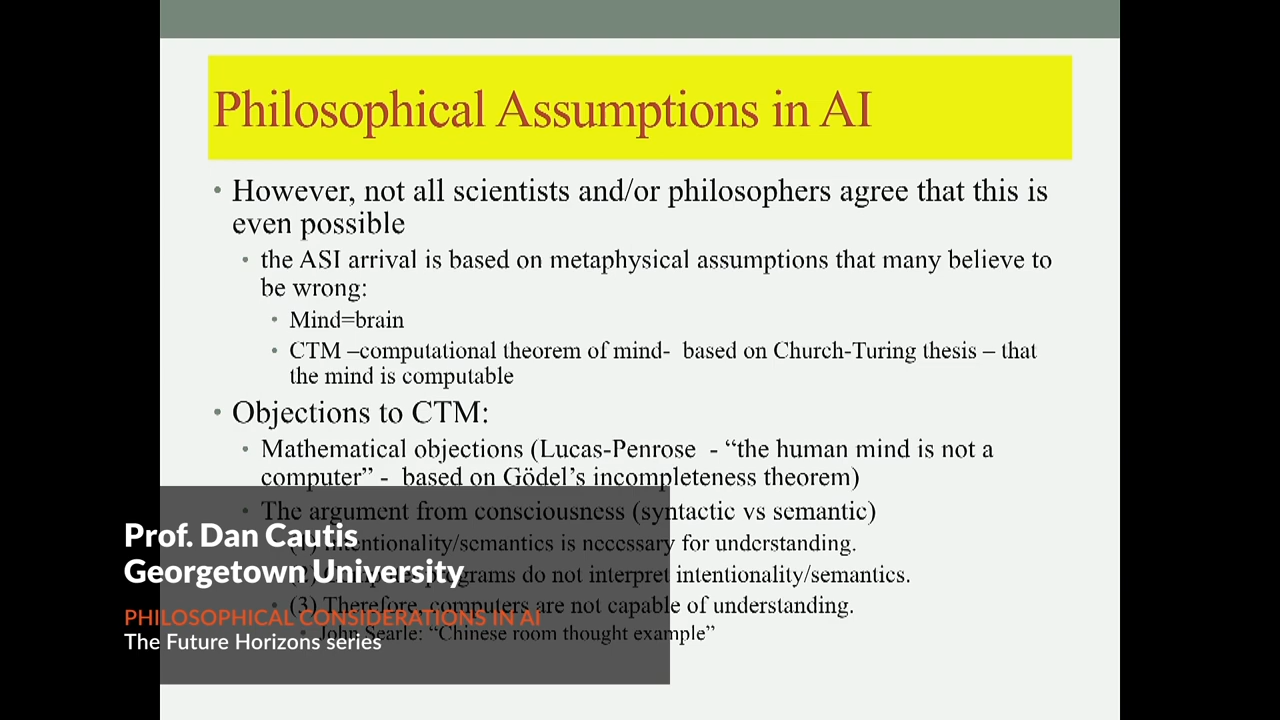 Philosophical Assumptions in AI
• However, not all scientists and/or philosophers agree that this is
even possible
• the ASI arrival is based on metaphysical assumptions that many believe to
be wrong:
• Mind=brain
• CTM –computational theorem of mind- based on Church-Turing thesis – that
the mind is computable
• Objections to CTM:
• Mathematical objections (Lucas-Penrose - “the human mind is not a
computer” - based on Gödel’s incompleteness theorem)
• The argument from consciousness (syntactic vs semantic)
(1) Intentionality/semantics is necessary for understanding.
(2) Computer programs do not interpret intentionality/semantics.
• (3) Therefore, computers are not capable of understanding.
• John Searle: “Chinese room thought example”
Prof. Dan Cautis
Georgetown University
PHILOSOPHICAL CONSIDERATIONS IN AI
The Future Horizons series